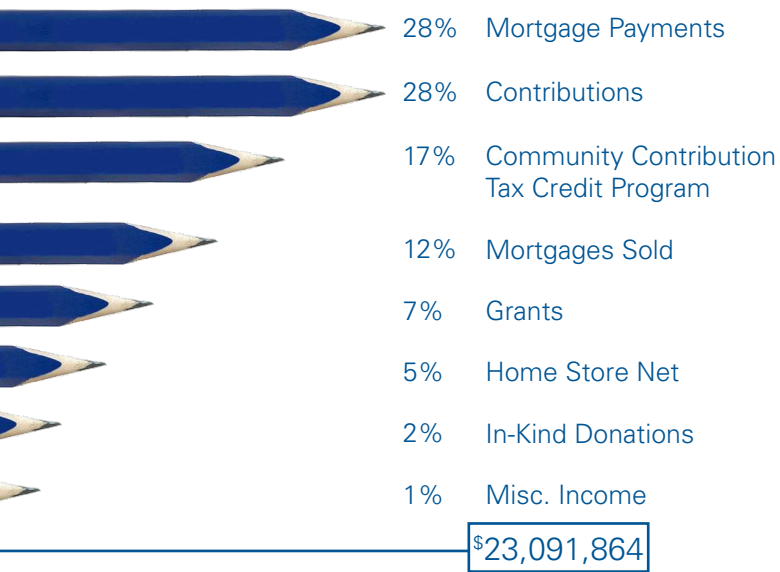 28% Mortgage Payments
28% Contributions
17% Community Contribution
Tax Credit Program
12% Mortgages Sold
7% Grants
5% Home Store Net
2% In-Kind Donations
1% Misc. Income
$23,091,864